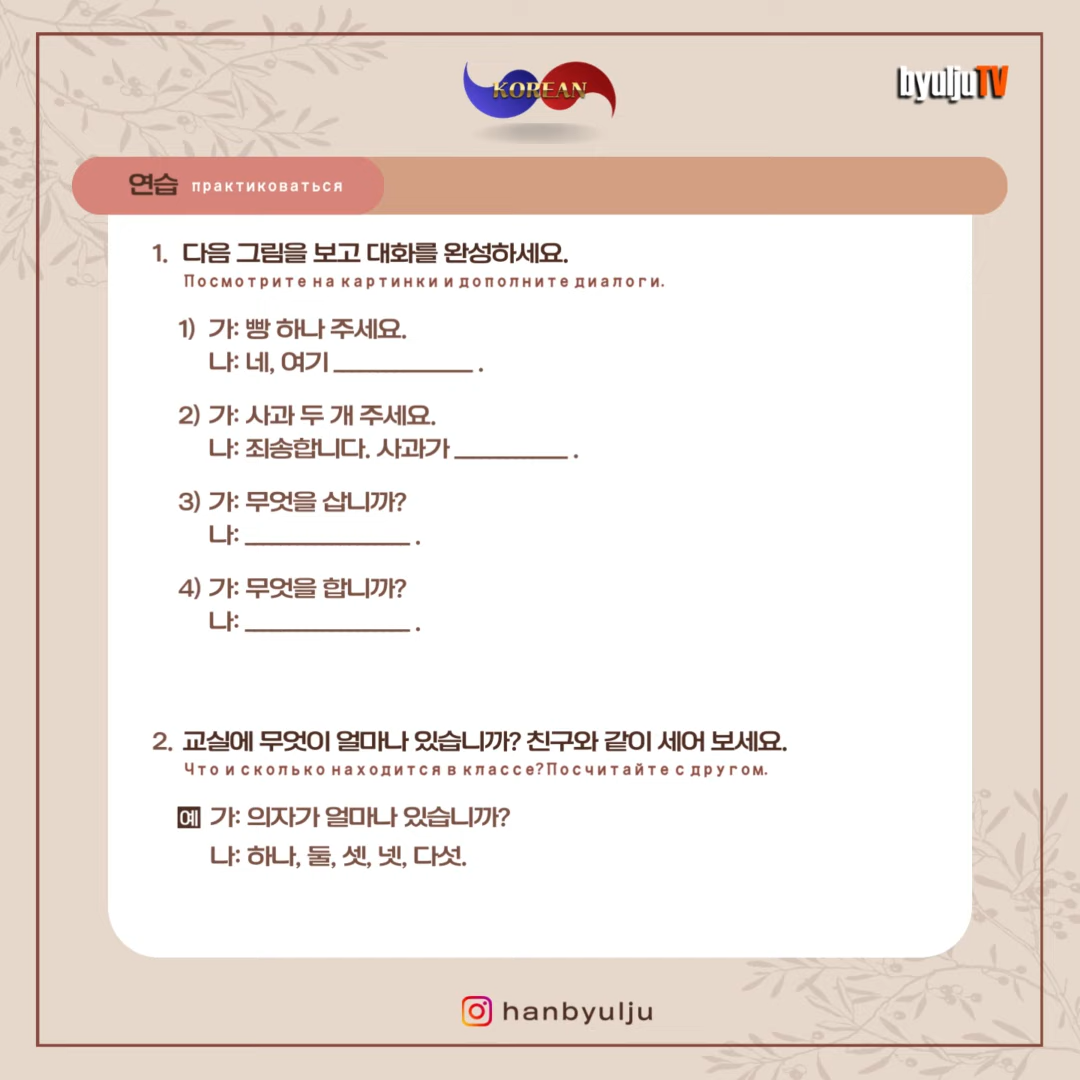 KOREAN
byuljuTV
연습 практиковаться
1. 다음 그림을 보고 대화를 완성하세요.
Посмотрите на картинки и дополните диалоги.
1) 가: 빵 하나 주세요.
나: 네, 여기 ____________ .
2) 가: 사과 두 개 주세요.
나: 죄송합니다. 사과가 __________ .
3) 가: 무엇을 삽니까?
나: ______________ .
4) 가: 무엇을 합니까?
나: ______________ .
2. 교실에 무엇이 얼마나 있습니까? 친구와 같이 세어 보세요.
Что и сколько находится в классе?Посчитайте с другом.
예 가: 의자가 얼마나 있습니까?
나: 하나, 둘, 셋, 넷, 다섯.
hanbyulju